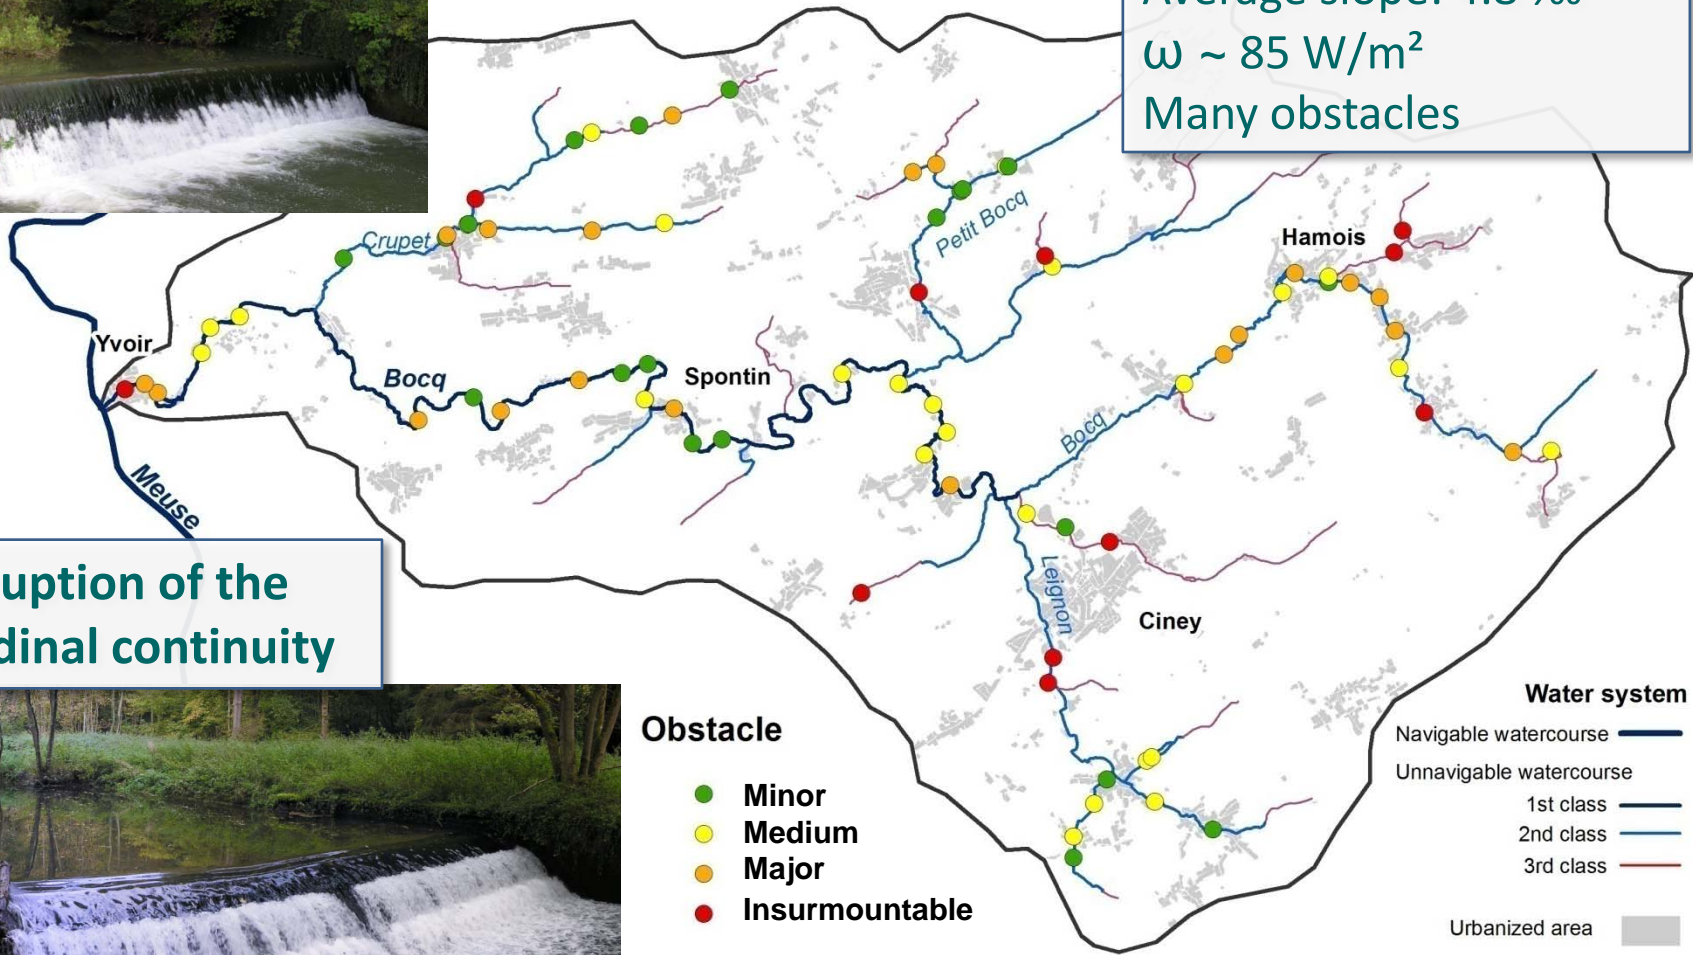 ω ~ 85 W/m²
Many obstacles
Crupet
Petit Bocq
Hamois
Yvoir
Bocq
Spontin
Bocq
Meuse
Leignon
Ciney
uption of the
dinal continuity
Obstacle
Minor
Medium
Major
Insurmountable
Water system
Navigable watercourse
Unnavigable watercourse
1st class
2nd class
3rd class
Urbanized area